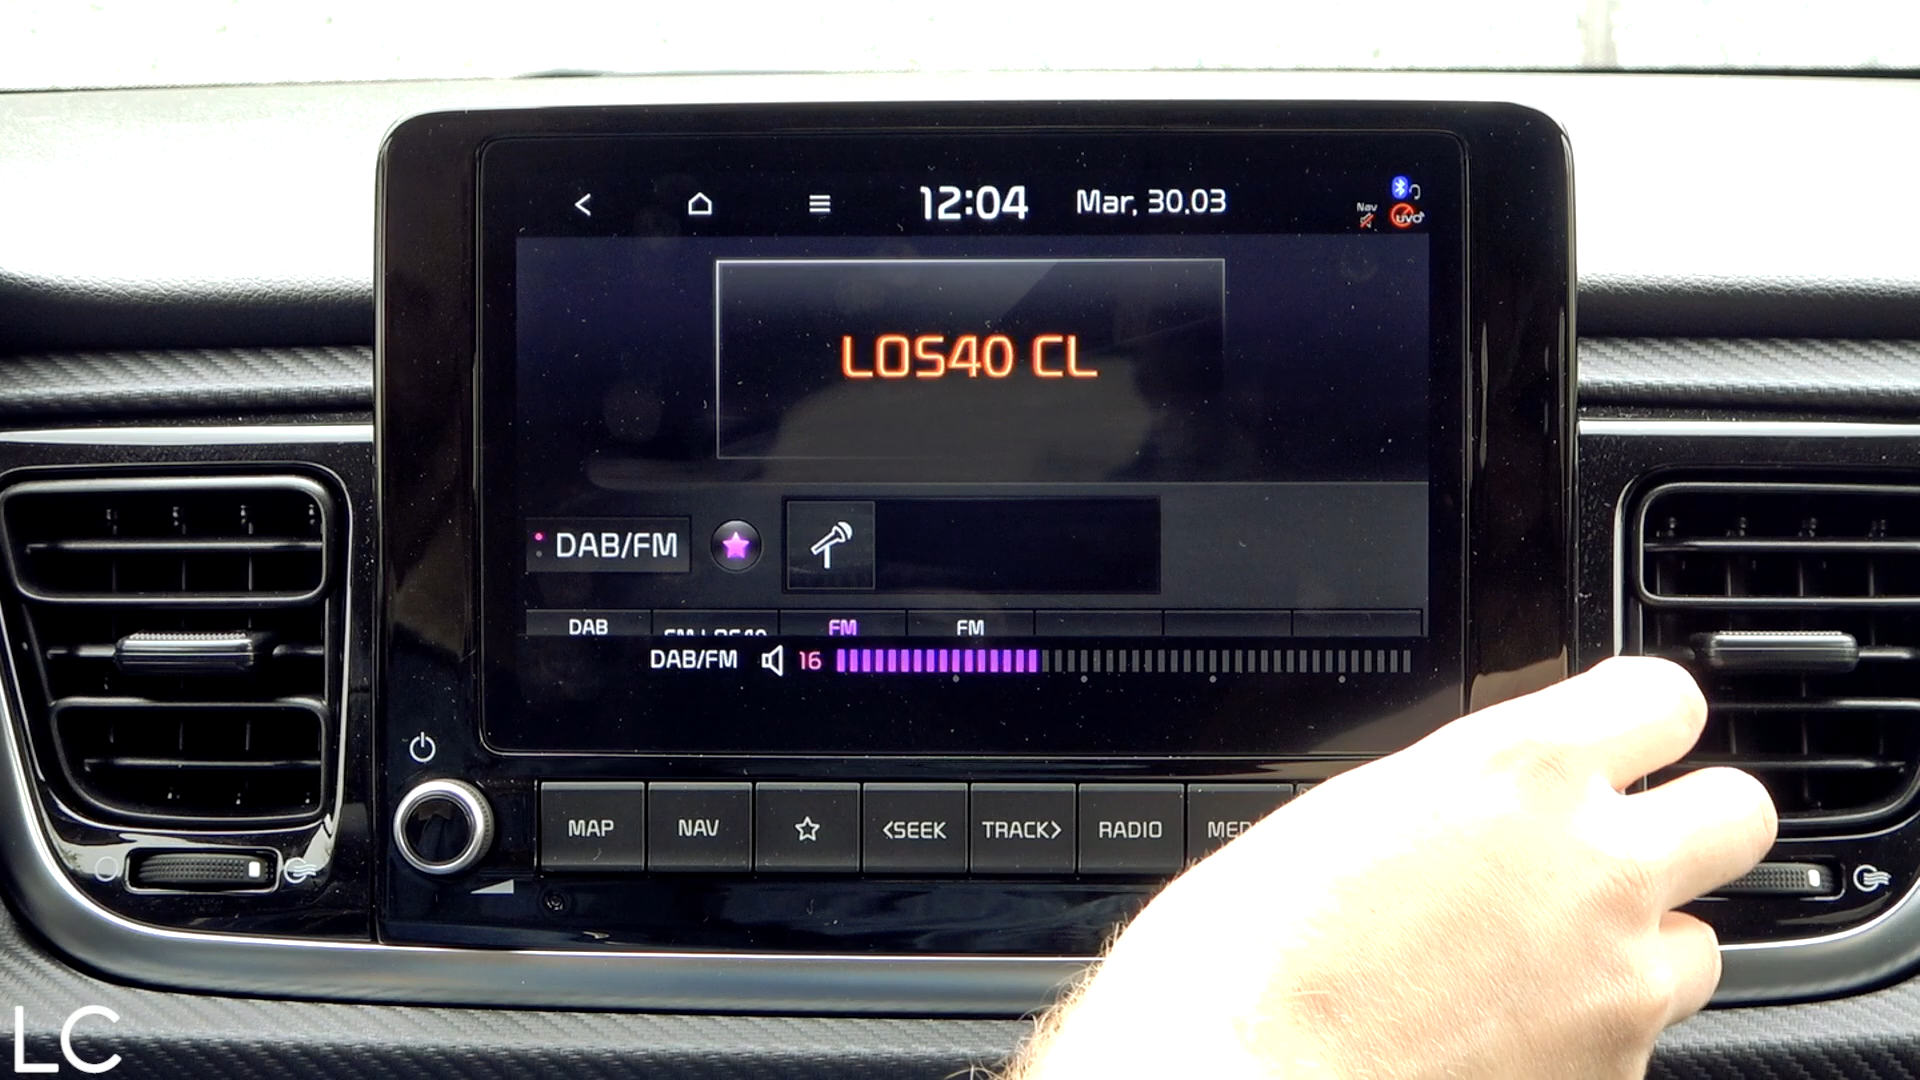 12:04 Mar, 30.03
Nav
UVO
LOS40 CL
DAB/FM
DAB
FM
FM
DAB/FM 16
MAP
NAV
<SEEK
TRACK>
RADIO
LC